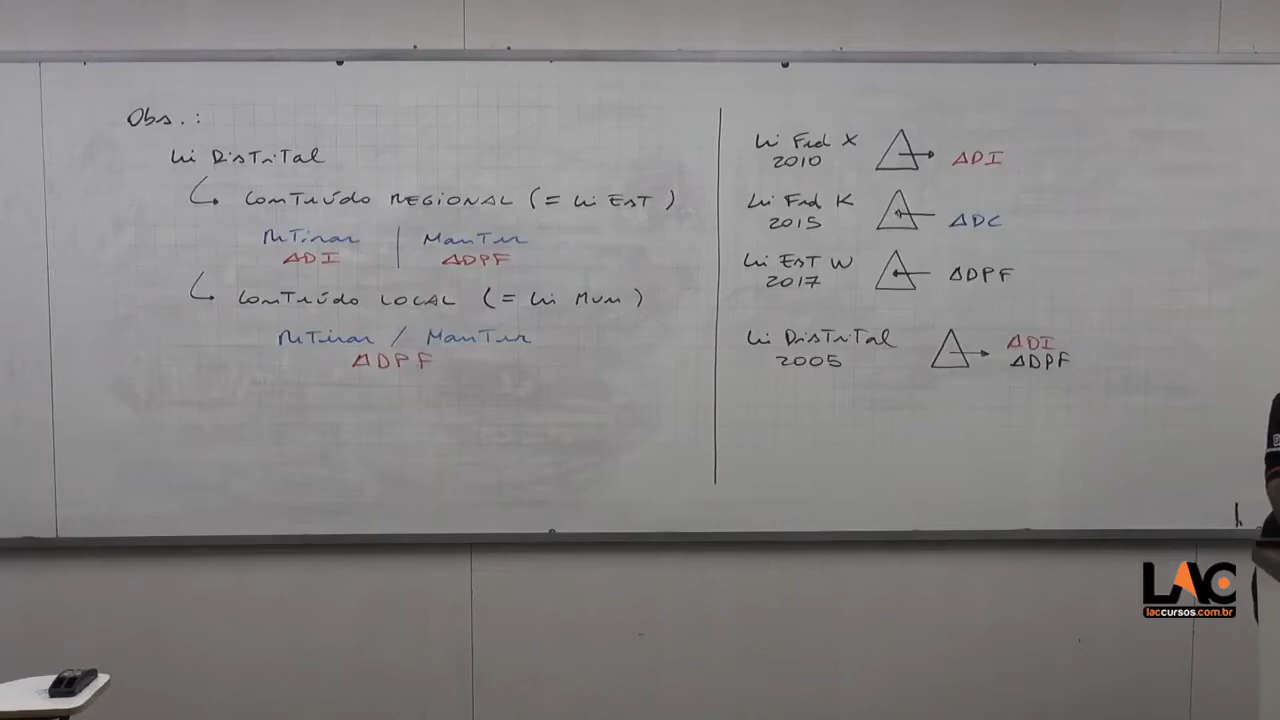 Obs.:
Lei Distrital
Conteúdo REGIONAL (= Lei EST)
Retirar | Manter
ADI ADPF
Conteúdo LOCAL (= Lei Mun)
Retirar / Manter
ADPF
Lei Fed X
2010
ADI
Lei Fed K
2015
ADC
Lei EST W
2017
ADPF
Lei Distrital
2005
ADI
ADPF
LAC
laccursos.com.br